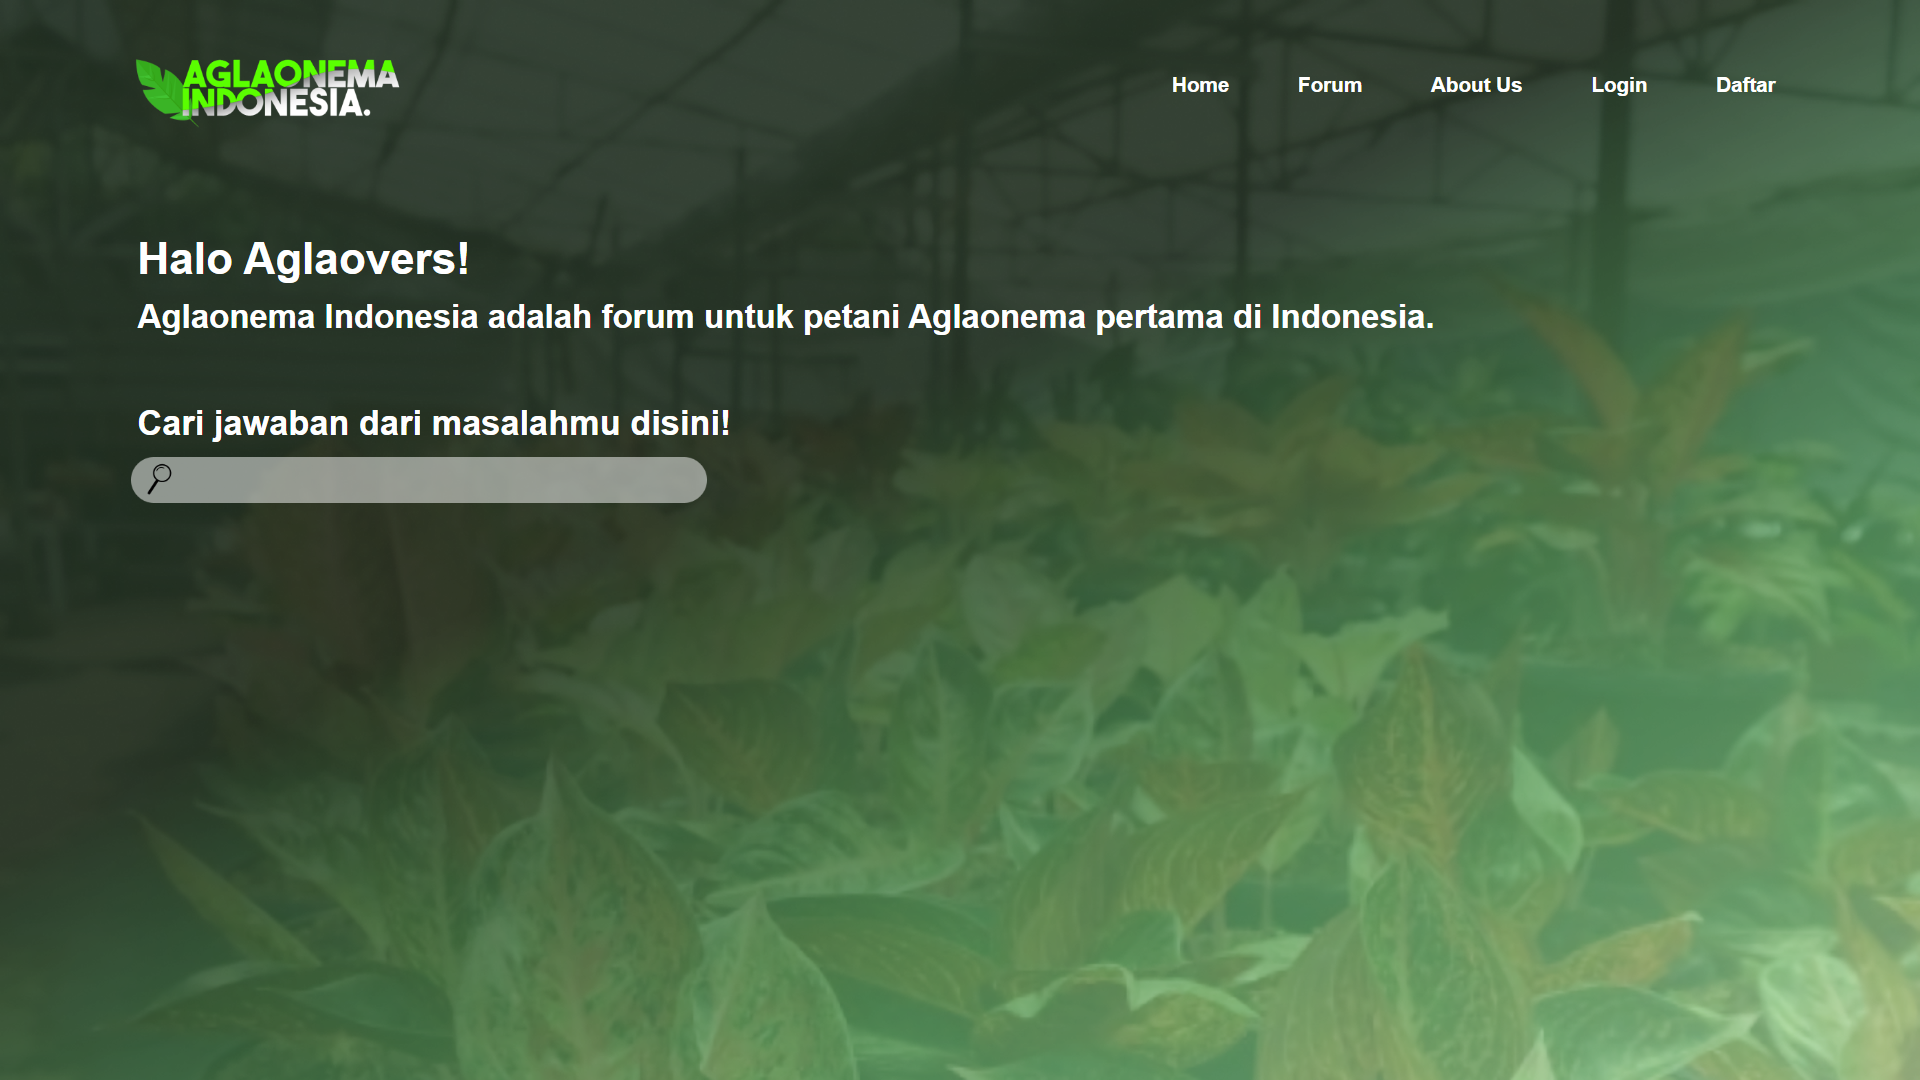 AGLAONEMA
INDONESIA.
Home
Forum
About Us
Login
Daftar
Halo Aglaovers!
Aglaonema Indonesia adalah forum untuk petani Aglaonema pertama di Indonesia.
Cari jawaban dari masalahmu disini!